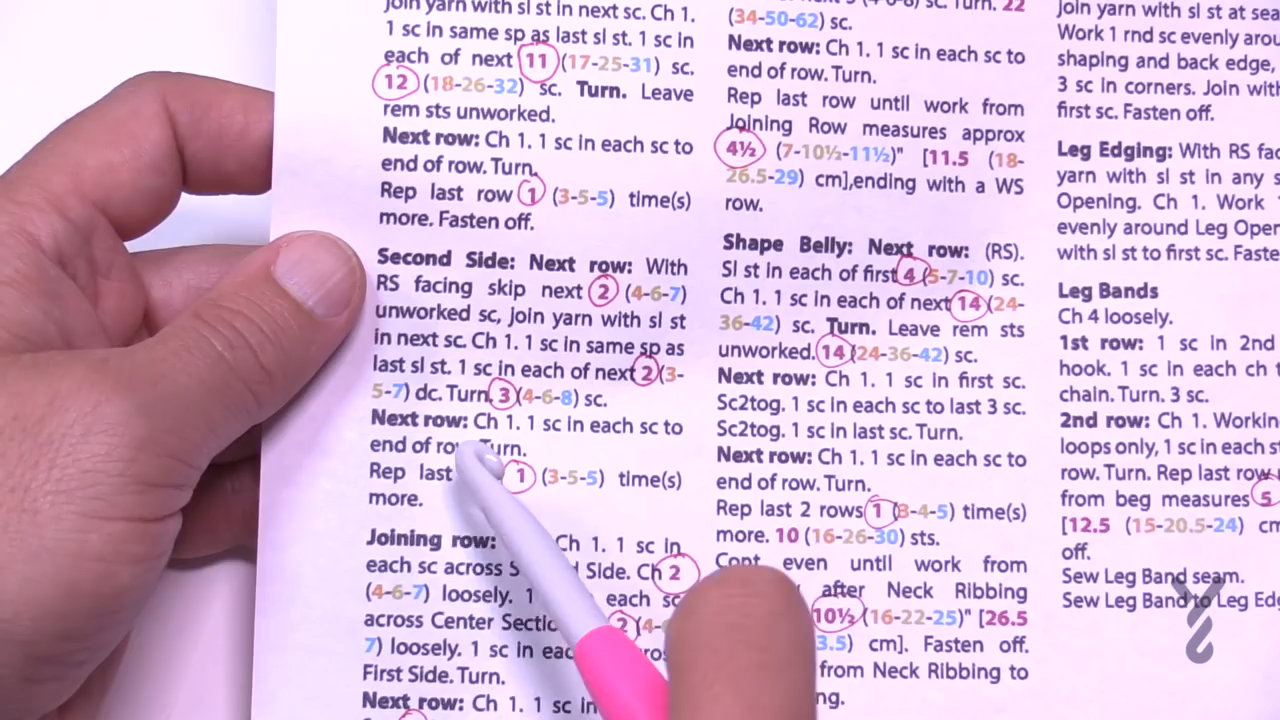 Join yarn with sl st in next sc. Ch 1.
1 sc in same sp as last sl st. 1 sc in
each of next 11 (17-25-31) sc.
12 (18-26-32) sc. Turn. Leave
rem sts unworked.
Next row: Ch 1. 1 sc in each sc to
end of row. Turn.
Rep last row 1 (3-5-5) time(s)
more. Fasten off.
Second Side: Next row: With
RS facing skip next 2 (4-6-7)
unworked sc, join yarn with sl st
in next sc. Ch 1. 1 sc in same sp as
last sl st. 1 sc in each of next 2 (3-
5-7) dc. Turn. 3 (4-6-8) sc.
Next row: Ch 1. 1 sc in each sc to
end of row. Turn.
Rep last 1 (3-5-5) time(s)
more.
Joining row: Ch 1. 1 sc in
each sc across Side. Ch 2
(4-6-7) loosely. 1 each sc
across Center 2 (4-
7) loosely. 1 sc in
First Side. Turn.
Next row: Ch 1. 1 sc in
sc. Turn. 22
(34-50-62) sc.
Next row: Ch 1. 1 sc in each sc to
end of row. Turn.
Rep last row until work from
Joining Row measures approx
4½ (7-10½-11½)" [11.5 (18-
26.5-29) cm],ending with a WS
row.
Shape Belly: Next row: (RS).
Sl st in each of first 4 (5-7-10) sc.
Ch 1. 1 sc in each of next 14 (24-
36-42) sc. Turn. Leave rem sts
unworked. 14 (24-36-42) sc.
Next row: Ch 1. 1 sc in first sc.
Sc2tog. 1 sc in each sc to last 3 sc.
Sc2tog. 1 sc in last sc. Turn.
Next row: Ch 1. 1 sc in each sc to
end of row. Turn.
Rep last 2 rows 1 (3-4-5) time(s)
more. 10 (16-26-30) sts.
Cont even until work from
after Neck Ribbing
10½ (16-22-25)" [26.5
3.5) cm]. Fasten off.
from Neck Ribbing to
Join yarn with sl st at
Work 1 rnd sc evenly
shaping and back edge,
3 sc in corners. Join
first sc. Fasten off.
Leg Edging: With RS
yarn with sl st in any
Opening. Ch 1. Work
evenly around Leg
with sl st to first sc.
Leg Bands
Ch 4 loosely.
1st row: 1 sc in 2nd
hook. 1 sc in each ch
chain. Turn. 3 sc.
2nd row: Ch 1.
loops only, 1 sc in each
row. Turn. Rep last row
from beg measures 5
[12.5 (15-20.5-24)
off.
Sew Leg Band seam.
Sew Leg Band to Leg